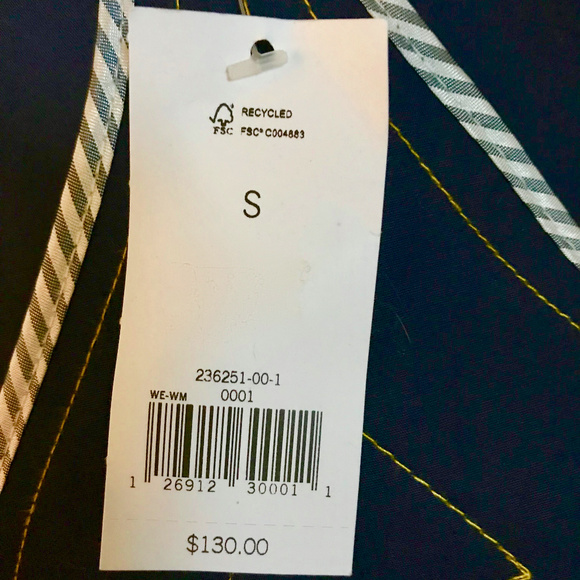 RECYCLED
FSC FSC® C004883
S
236251-00-1
WE-WM 0001
1 26912 30001 1
$130.00